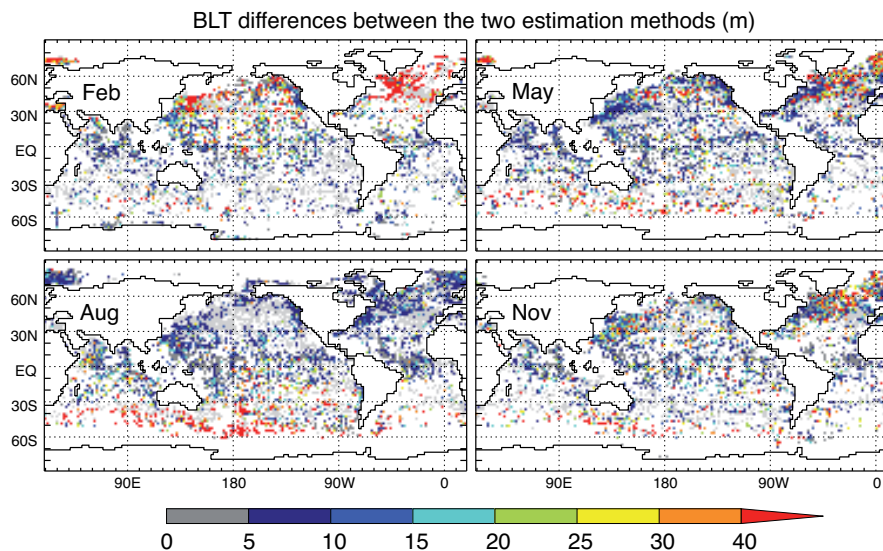 BLT differences between the two estimation methods (m)
60N
30N
EQ
30S
60S
Feb
May
60N
30N
EQ
30S
60S
Aug
Nov
90E 180 90W 0 90E 180 90W 0
0 5 10 15 20 25 30 40